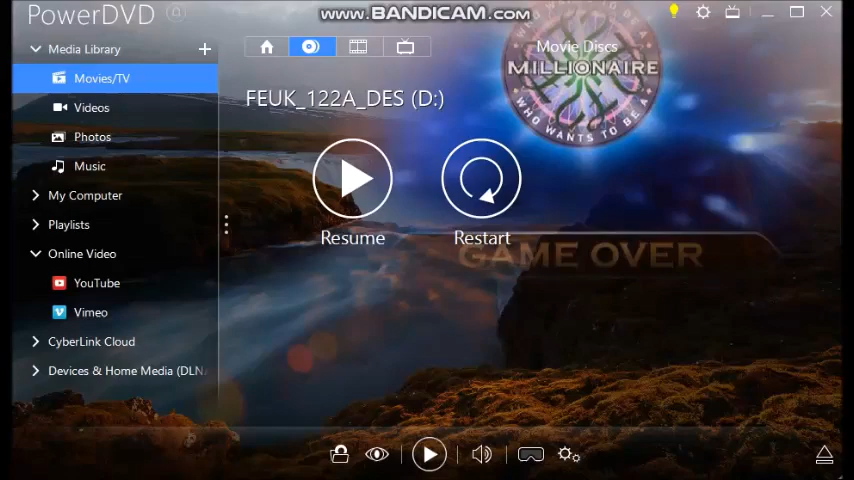 PowerDVD
www.BANDICAM.com
Media Library
Movies/TV
Videos
Photos
Music
My Computer
Playlists
Online Video
YouTube
Vimeo
CyberLink Cloud
Devices & Home Media (DLNA
Movie Discs
MILLIONAIRE
WHO WANTS TO BE A
FEUK_122A_DES (D:)
Resume
Restart
GAME OVER